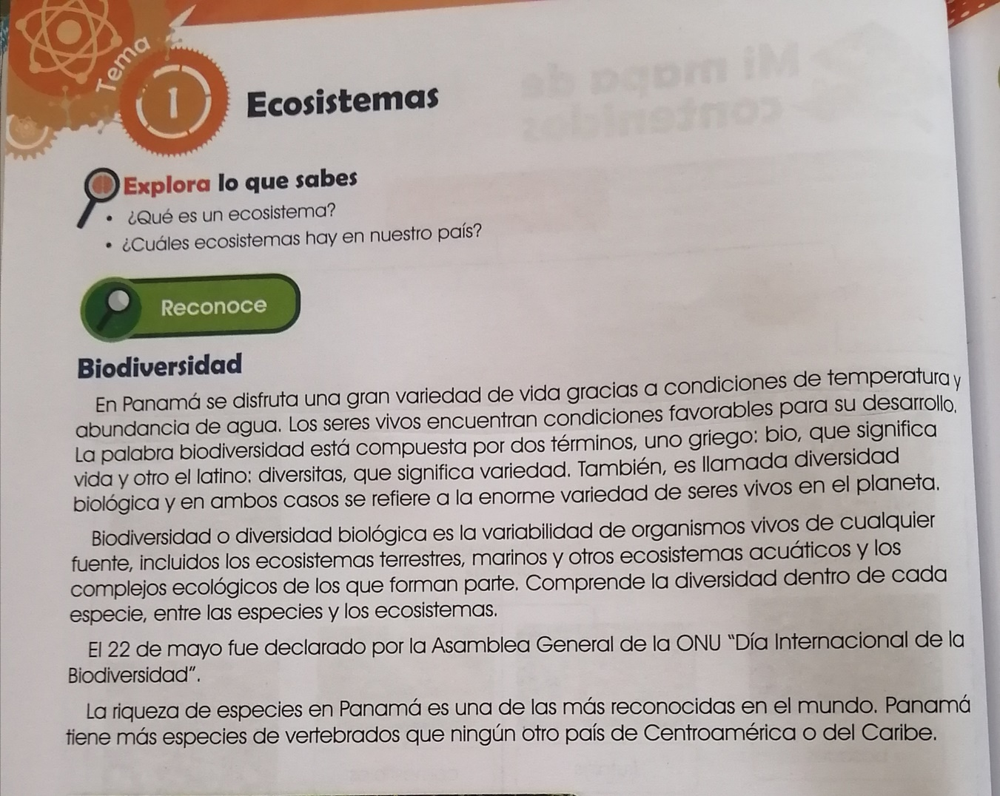 Tema
1
Ecosistemas
Explora lo que sabes
• ¿Qué es un ecosistema?
• ¿Cuáles ecosistemas hay en nuestro país?
Reconoce
Biodiversidad
En Panamá se disfruta una gran variedad de vida gracias a condiciones de temperatura y
abundancia de agua. Los seres vivos encuentran condiciones favorables para su desarrollo.
La palabra biodiversidad está compuesta por dos términos, uno griego: bio, que significa
vida y otro el latino: diversitas, que significa variedad. También, es llamada diversidad
biológica y en ambos casos se refiere a la enorme variedad de seres vivos en el planeta.
Biodiversidad o diversidad biológica es la variabilidad de organismos vivos de cualquier
fuente, incluidos los ecosistemas terrestres, marinos y otros ecosistemas acuáticos y los
complejos ecológicos de los que forman parte. Comprende la diversidad dentro de cada
especie, entre las especies y los ecosistemas.
El 22 de mayo fue declarado por la Asamblea General de la ONU “Día Internacional de la
Biodiversidad”.
La riqueza de especies en Panamá es una de las más reconocidas en el mundo. Panamá
tiene más especies de vertebrados que ningún otro país de Centroamérica o del Caribe.